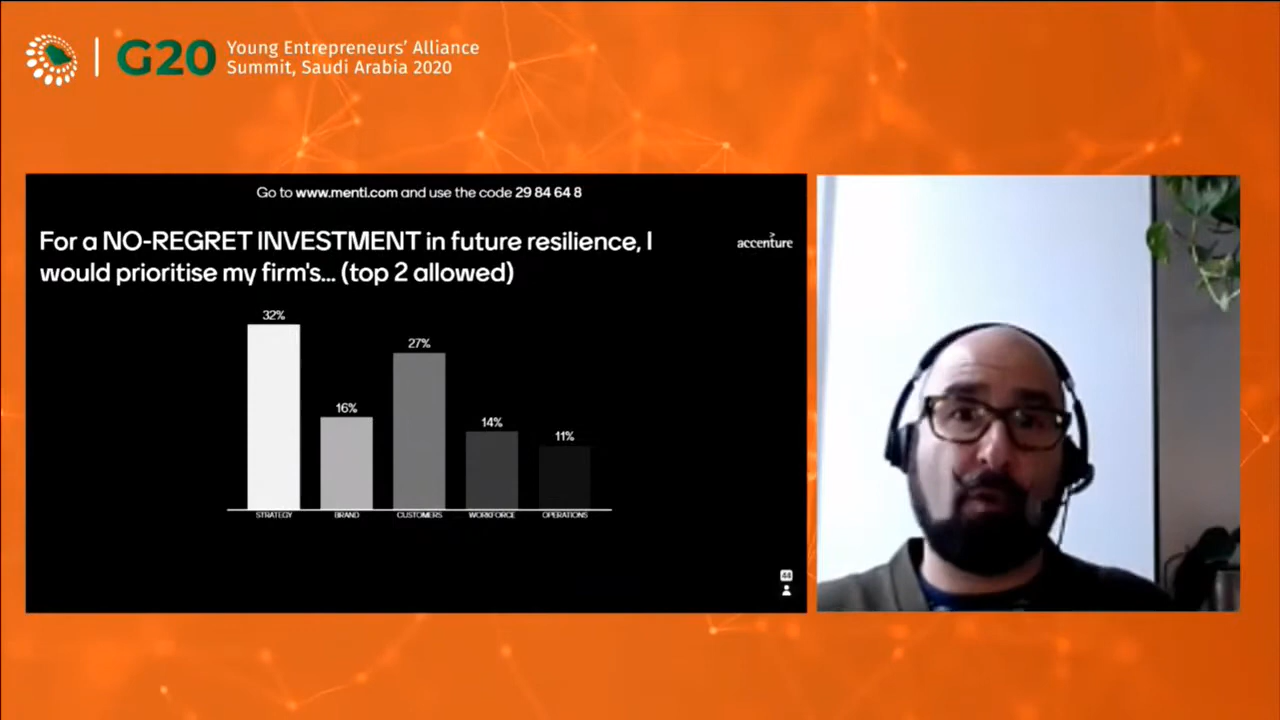 G20
Young Entrepreneurs' Alliance
Summit, Saudi Arabia 2020
Go to www.menti.com and use the code 29 84 64 8
For a NO-REGRET INVESTMENT in future resilience, I
would prioritise my firm's... (top 2 allowed)
accenture
32%
27%
16%
14%
11%
STRATEGY
BRAND
CUSTOMERS
WORKFORCE
OPERATIONS
44